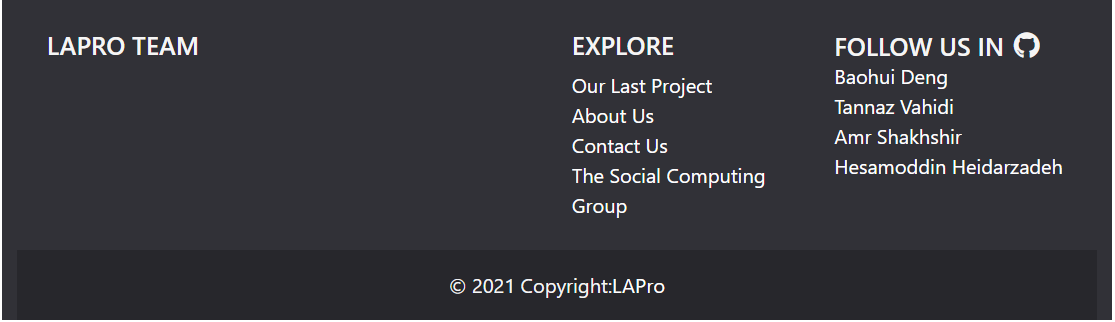 LAPRO TEAM
EXPLORE
Our Last Project
About Us
Contact Us
The Social Computing
Group
FOLLOW US IN
Baohui Deng
Tannaz Vahidi
Amr Shakhshir
Hesamoddin Heidarzadeh
© 2021 Copyright:LAPro